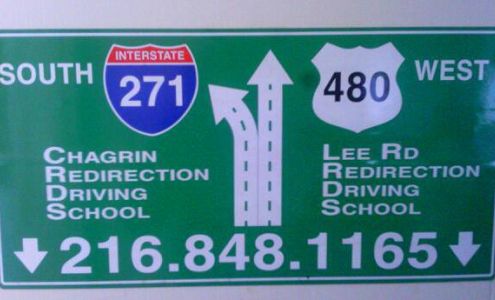 SOUTH INTERSTATE 271 480 WEST
CHAGRIN
REDIRECTION
DRIVING
SCHOOL
LEE RD
REDIRECTION
DRIVING
SCHOOL
216.848.1165